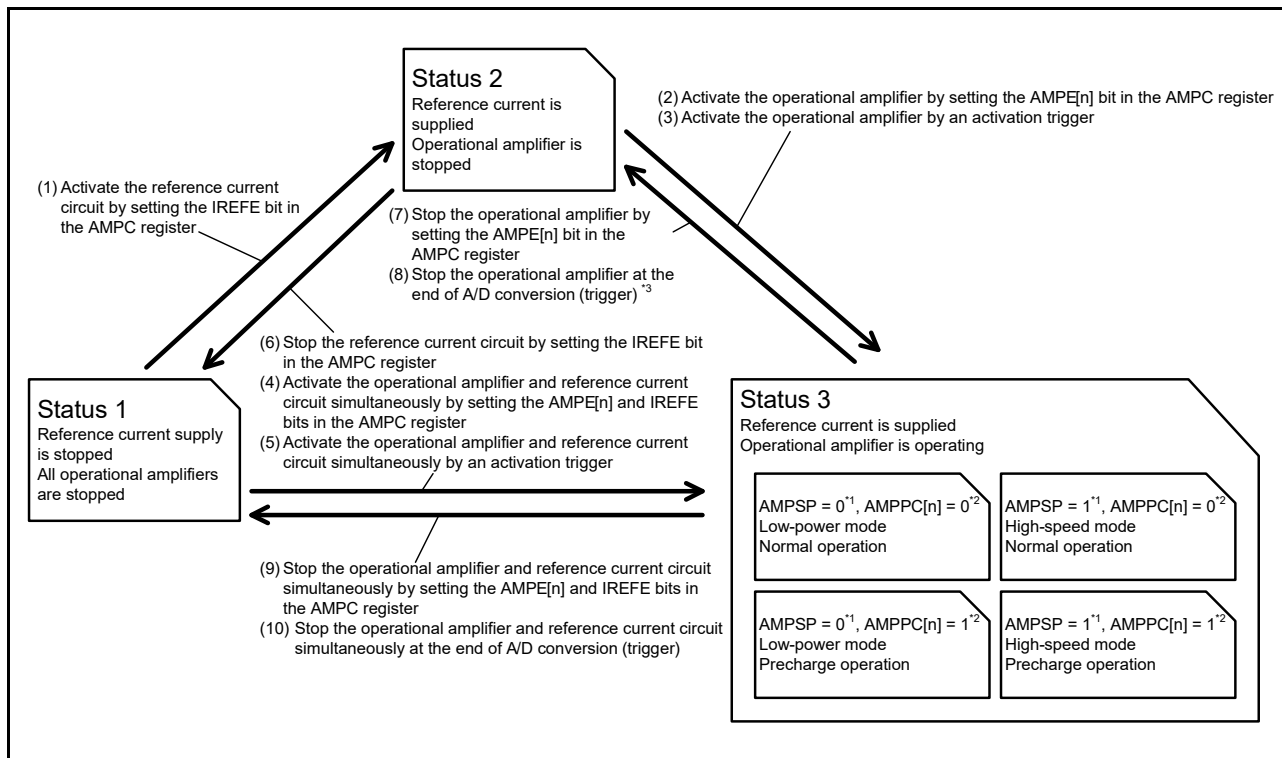 Status 2
Reference current is
supplied
Operational amplifier is
stopped
(2) Activate the operational amplifier by setting the AMPE[n] bit in the AMPC register
(3) Activate the operational amplifier by an activation trigger
(1) Activate the reference current
circuit by setting the IREFE bit in
the AMPC register
(7) Stop the operational amplifier by
setting the AMPE[n] bit in the
AMPC register
(8) Stop the operational amplifier at the
end of A/D conversion (trigger) *3
(6) Stop the reference current circuit by setting the IREFE bit
in the AMPC register
(4) Activate the operational amplifier and reference current
circuit simultaneously by setting the AMPE[n] and IREFE
bits in the AMPC register
(5) Activate the operational amplifier and reference current
circuit simultaneously by an activation trigger
Status 1
Reference current supply
is stopped
All operational amplifiers
are stopped
Status 3
Reference current is supplied
Operational amplifier is operating
AMPSP = 0*1, AMPPC[n] = 0*2
Low-power mode
Normal operation
AMPSP = 1*1, AMPPC[n] = 0*2
High-speed mode
Normal operation
AMPSP = 0*1, AMPPC[n] = 1*2
Low-power mode
Precharge operation
AMPSP = 1*1, AMPPC[n] = 1*2
High-speed mode
Precharge operation
(9) Stop the operational amplifier and reference current circuit
simultaneously by setting the AMPE[n] and IREFE bits in
the AMPC register
(10) Stop the operational amplifier and reference current circuit
simultaneously at the end of A/D conversion (trigger)